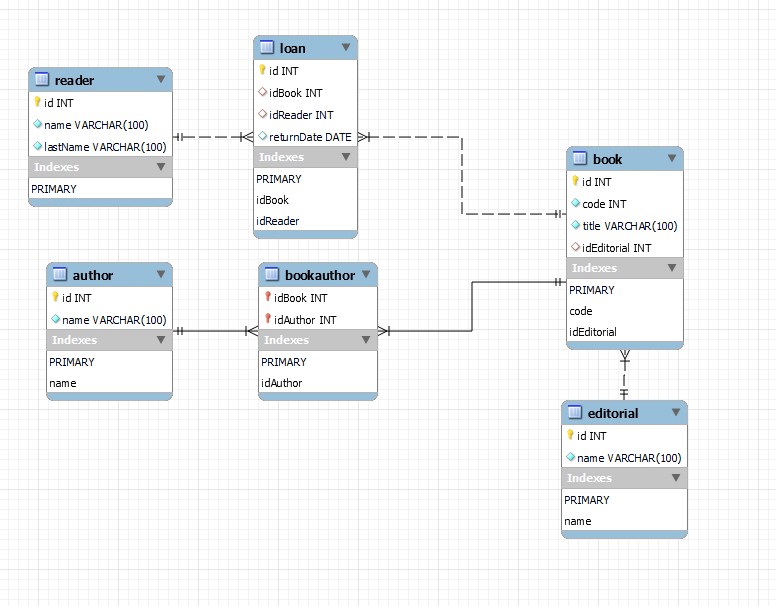 reader
id INT
name VARCHAR(100)
lastName VARCHAR(100)
Indexes
PRIMARY
loan
id INT
idBook INT
idReader INT
returnDate DATE
Indexes
PRIMARY
idBook
idReader
book
id INT
code INT
title VARCHAR(100)
idEditorial INT
Indexes
PRIMARY
code
idEditorial
author
id INT
name VARCHAR(100)
Indexes
PRIMARY
name
bookauthor
idBook INT
idAuthor INT
Indexes
PRIMARY
idAuthor
editorial
id INT
name VARCHAR(100)
Indexes
PRIMARY
name